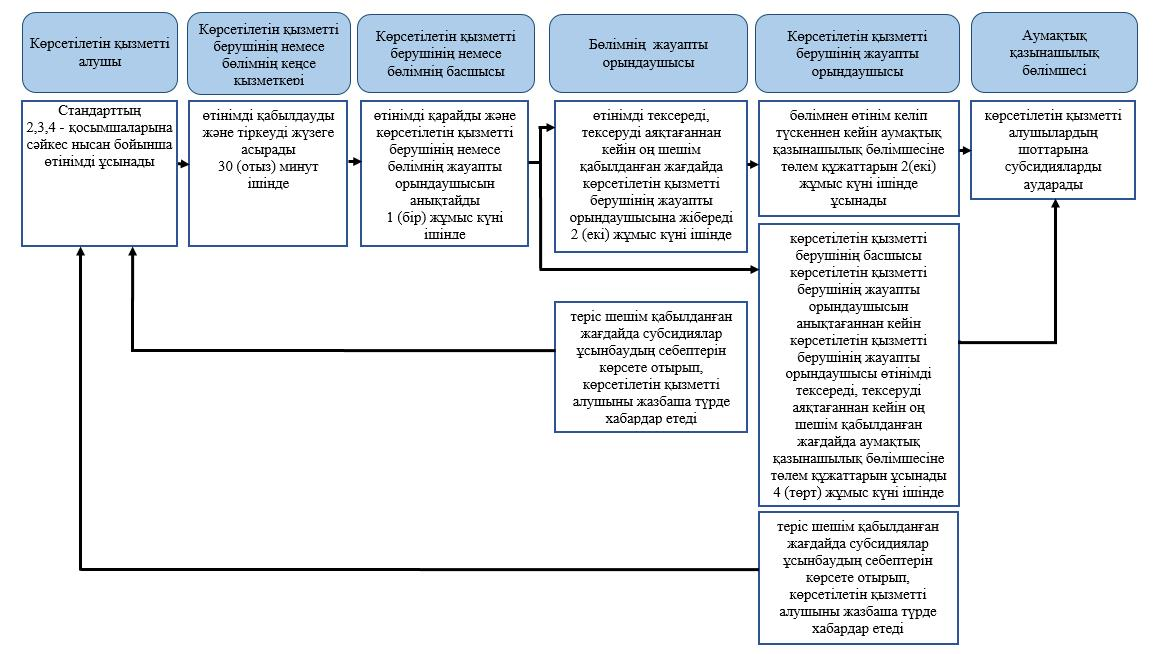 Көрсетілетін қызметті
алушы
Көрсетілетін қызметті
берушінің немесе
бөлімнің кеңсе
қызметкері
Көрсетілетін қызметті
берушінің немесе
бөлімнің басшысы
Бөлімнің жауапты
орындаушысы
Көрсетілетін қызметті
берушінің жауапты
орындаушысы
Аумақтық
қазынашылық
бөлімшесі
Стандарттың
2,3,4 - қосымшаларына
сәйкес нысан бойынша
өтінімді ұсынады
өтінімді қабылдауды
және тіркеуді жүзеге
асырады
30 (отыз) минут
ішінде
өтінімді қарайды және
көрсетілетін қызметті
берушінің немесе
бөлімнің жауапты
орындаушысын
анықтайды
1 (бір) жұмыс күні
ішінде
өтінімді тексереді,
тексеруді аяқтағаннан
кейін оң шешім
қабылданған жағдайда
көрсетілетін қызметті
берушінің жауапты
орындаушысына жібереді
2 (екі) жұмыс күні ішінде
бөлімнен өтінім келіп
түскеннен кейін аумақтық
қазынашылық бөлімшесіне
төлем құжаттарын 2(екі)
жұмыс күні ішінде
ұсынады
көрсетілетін қызметті
алушылардың
шоттарына
субсидияларды
аударады
көрсетілетін қызметті
берушінің басшысы
көрсетілетін қызметті
берушінің жауапты
орындаушысын
анықтағаннан кейін
көрсетілетін қызметті
берушінің жауапты
орындаушысы өтінімді
тексереді, тексеруді
аяқтағаннан кейін оң
шешім қабылданған
жағдайда аумақтық
қазынашылық бөлімшесіне
төлем құжаттарын ұсынады
4 (төрт) жұмыс күні ішінде
теріс шешім қабылданған
жағдайда субсидиялар
ұсынбаудың себептерін
көрсете отырып,
көрсетілетін қызметті
алушыны жазбаша түрде
хабардар етеді
теріс шешім қабылданған
жағдайда субсидиялар
ұсынбаудың себептерін
көрсете отырып,
көрсетілетін қызметті
алушыны жазбаша түрде
хабардар етеді